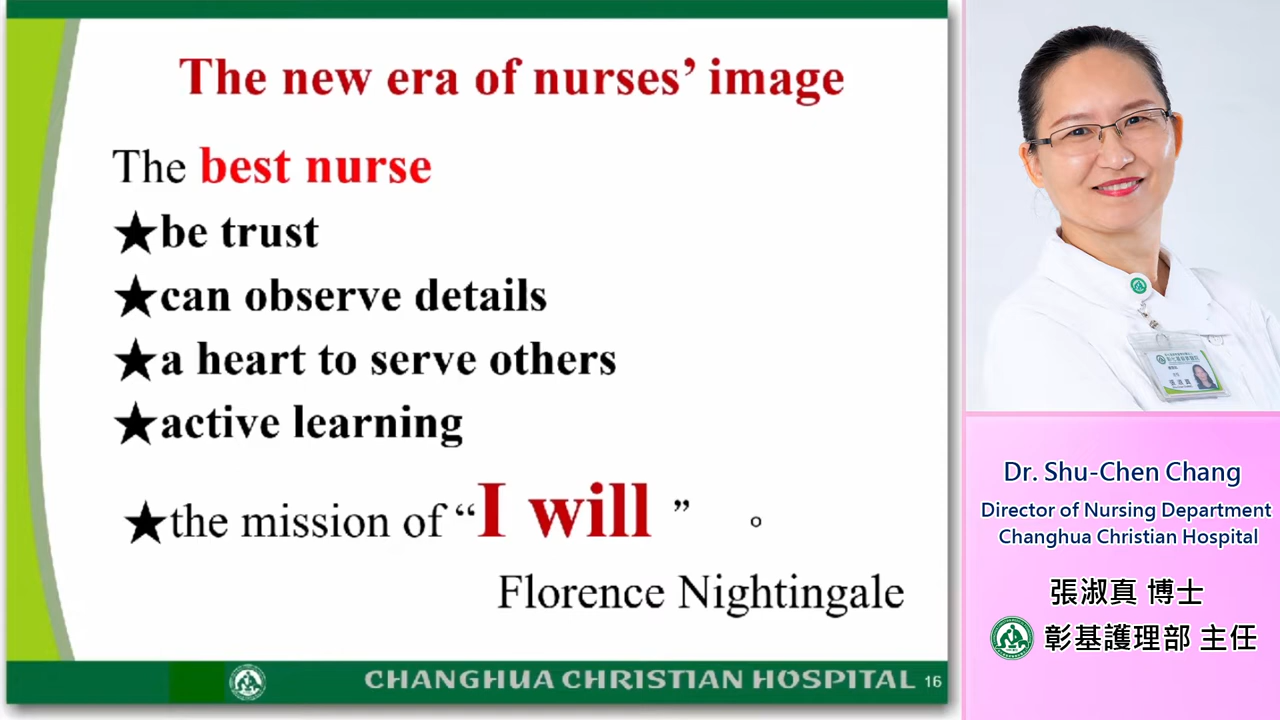 The new era of nurses’ image
The best nurse
★be trust
★can observe details
★a heart to serve others
★active learning
★the mission of “I will ” 。
Florence Nightingale
CHANGHUA CHRISTIAN HOSPITAL 16
Dr. Shu-Chen Chang
Director of Nursing Department
Changhua Christian Hospital
張淑真 博士
彰基護理部 主任